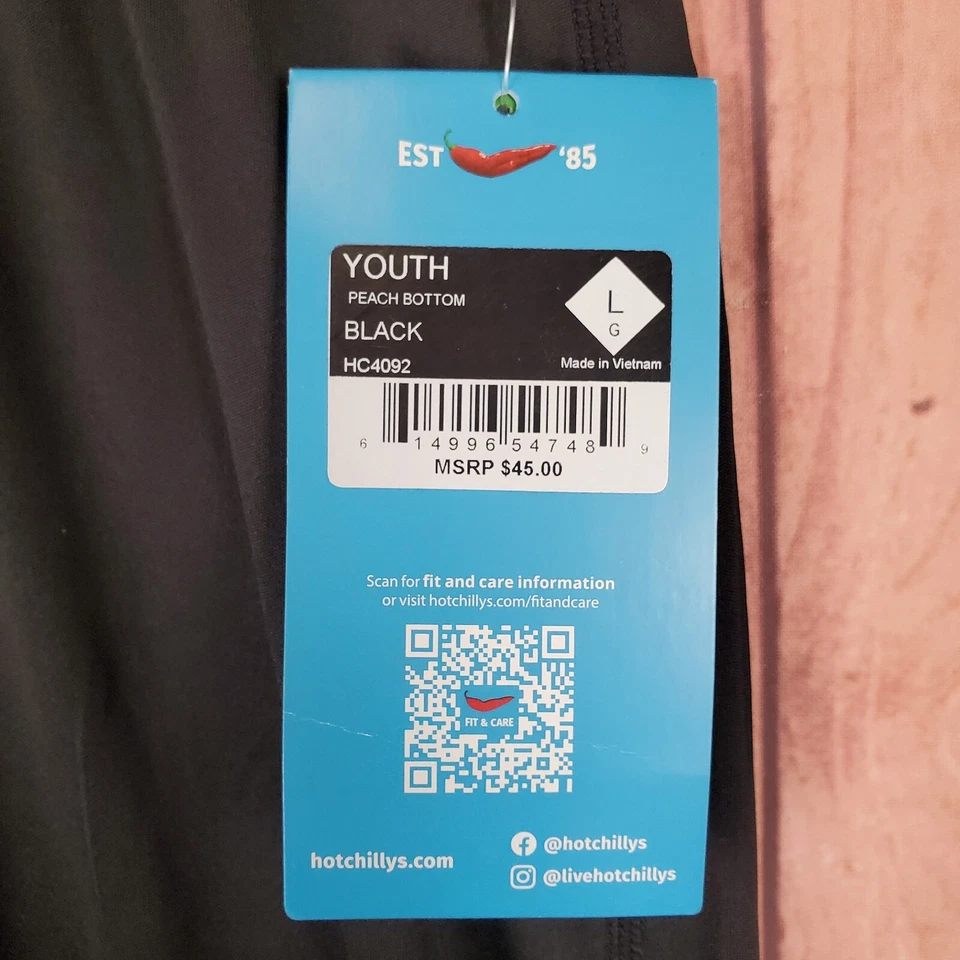 EST '85
YOUTH
PEACH BOTTOM
BLACK
HC4092
L
G
Made in Vietnam
6 14996 54748 9
MSRP $45.00
Scan for fit and care information
or visit hotchillys.com/fitandcare
FIT & CARE
hotchillys.com
@hotchillys
@livehotchillys